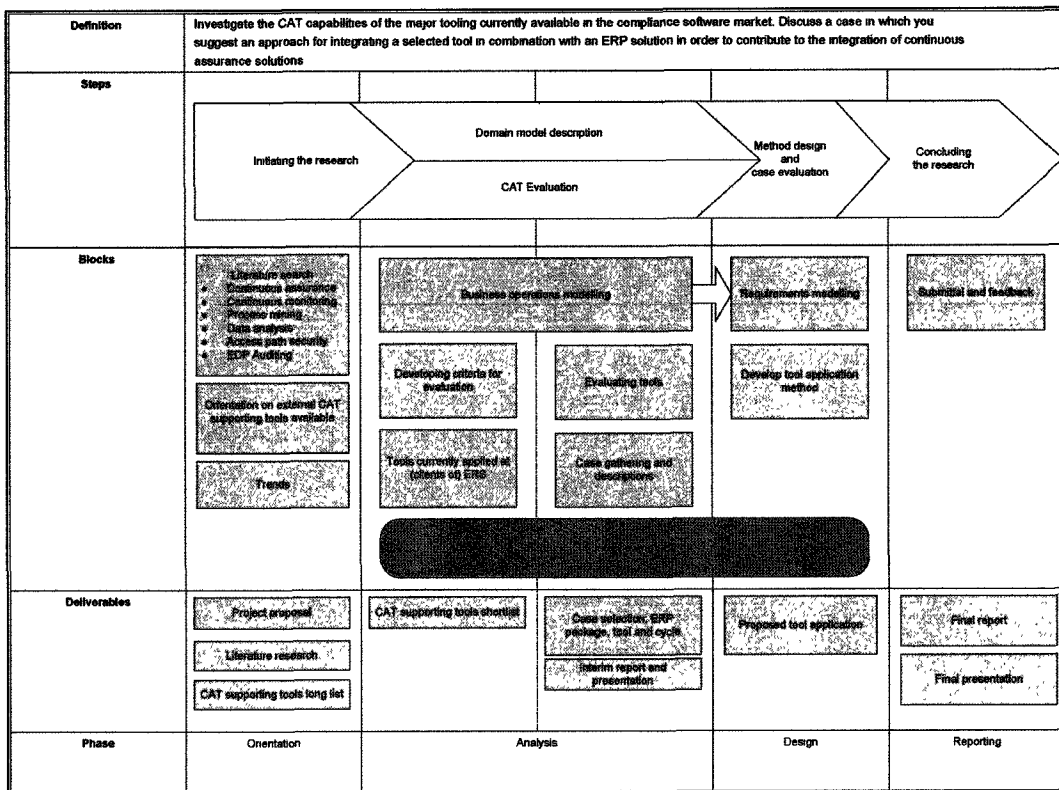 Definition
Investigate the CAT capabilities of the major tooling currently available in the compliance software market. Discuss a case in which you
suggest an approach for integrating a selected tool in combination with an ERP solution in order to contribute to the integration of continuous
assurance solutions
Steps
Initiating the research
Domain model description
CAT Evaluation
Method design
and
case evaluation
Concluding
the research
Blocks
Literature search
Continuous assurance
Continuous monitoring
Process mining
Data analysis
Access path security
EDP Auditing
Orientation on external CAT
supporting tools available
Trends
Business operations modelling
Developing criteria for
evaluation
Evaluating tools
Tools currently applied at
(clients of) ERS
Case gathering and
descriptions
Requirements modelling
Develop tool application
method
Submittal and feedback
Deliverables
Project proposal
Literature research
CAT supporting tools long list
CAT supporting tools shortlist
Case selection, ERP
package, tool and cycle
Interim report and
presentation
Proposed tool application
Final report
Final presentation
Phase
Orientation
Analysis
Design
Reporting